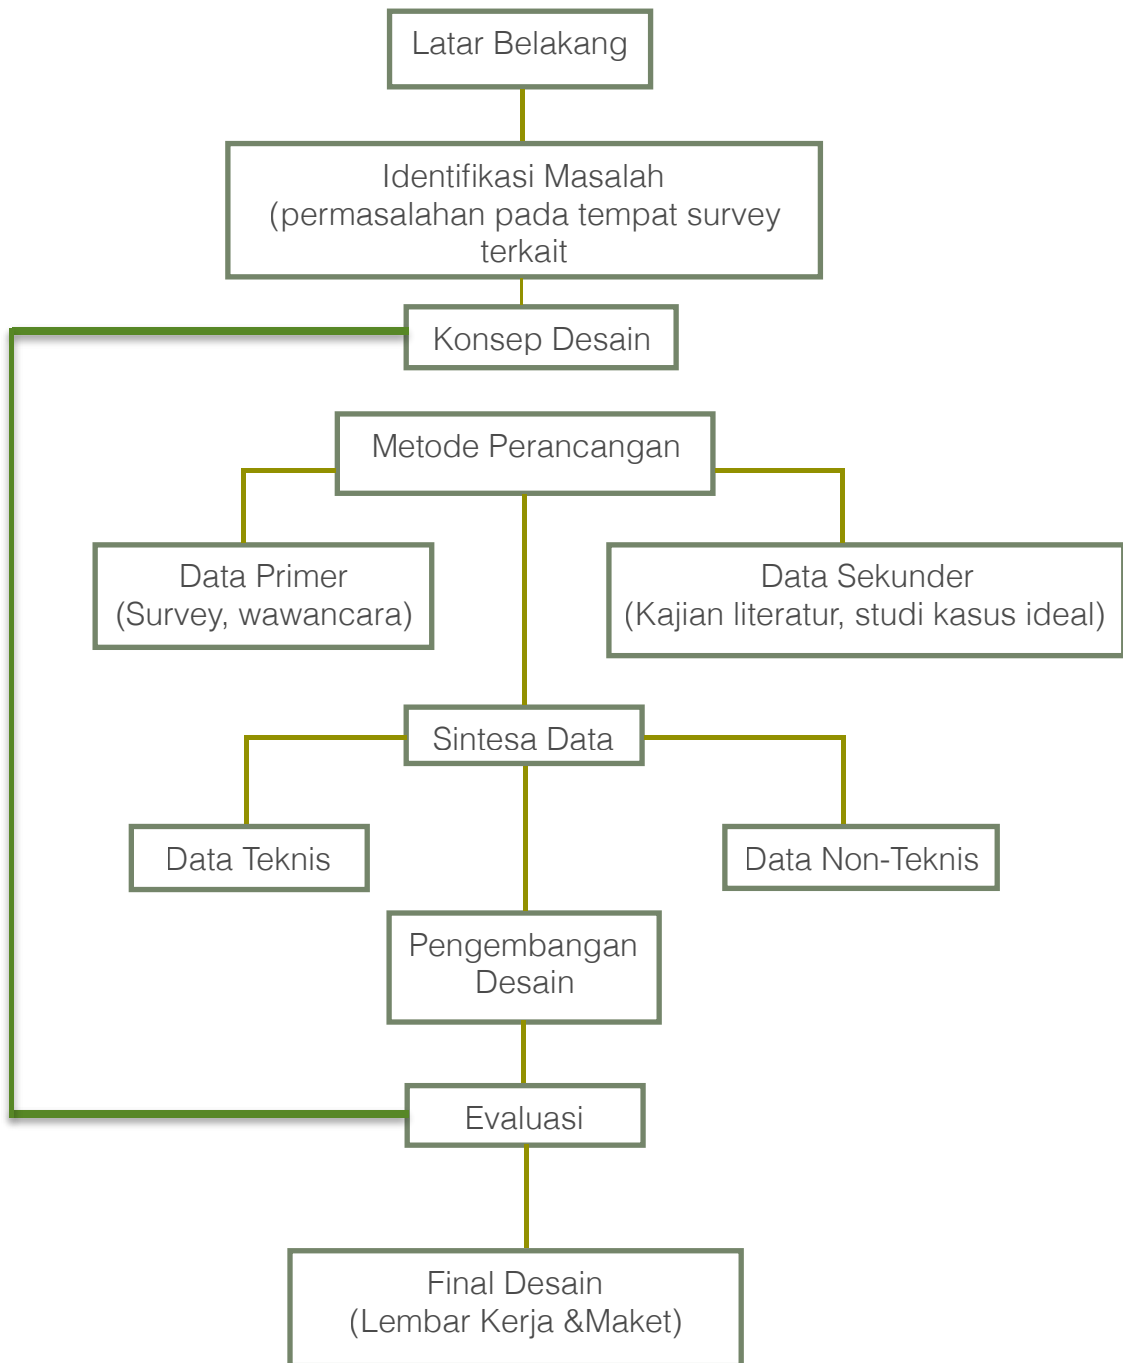 Latar Belakang
Identifikasi Masalah
(permasalahan pada tempat survey
terkait
Konsep Desain
Metode Perancangan
Data Primer
(Survey, wawancara)
Data Sekunder
(Kajian literatur, studi kasus ideal)
Sintesa Data
Data Teknis
Data Non-Teknis
Pengembangan
Desain
Evaluasi
Final Desain
(Lembar Kerja &Maket)